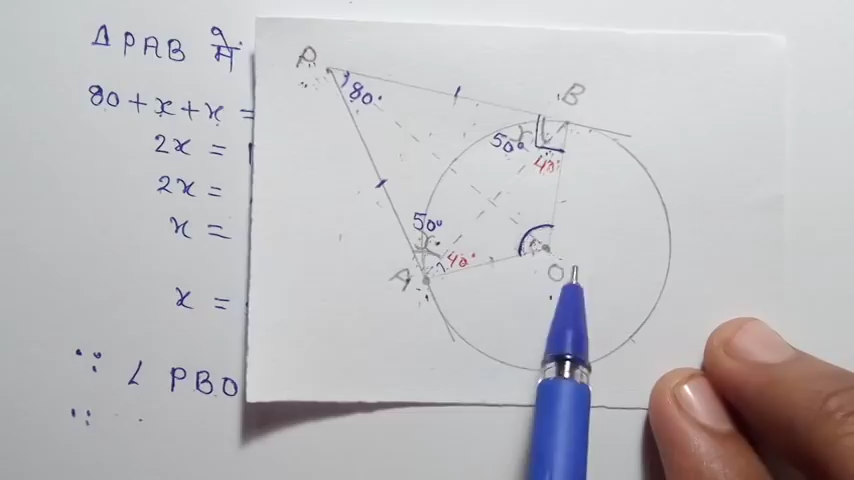 Δ PAB में
80 + x + x =
2x =
2x =
x =
x =
∵ ∠ PBO
∵
P
80°
B
50°
40°
50°
40°
A
O